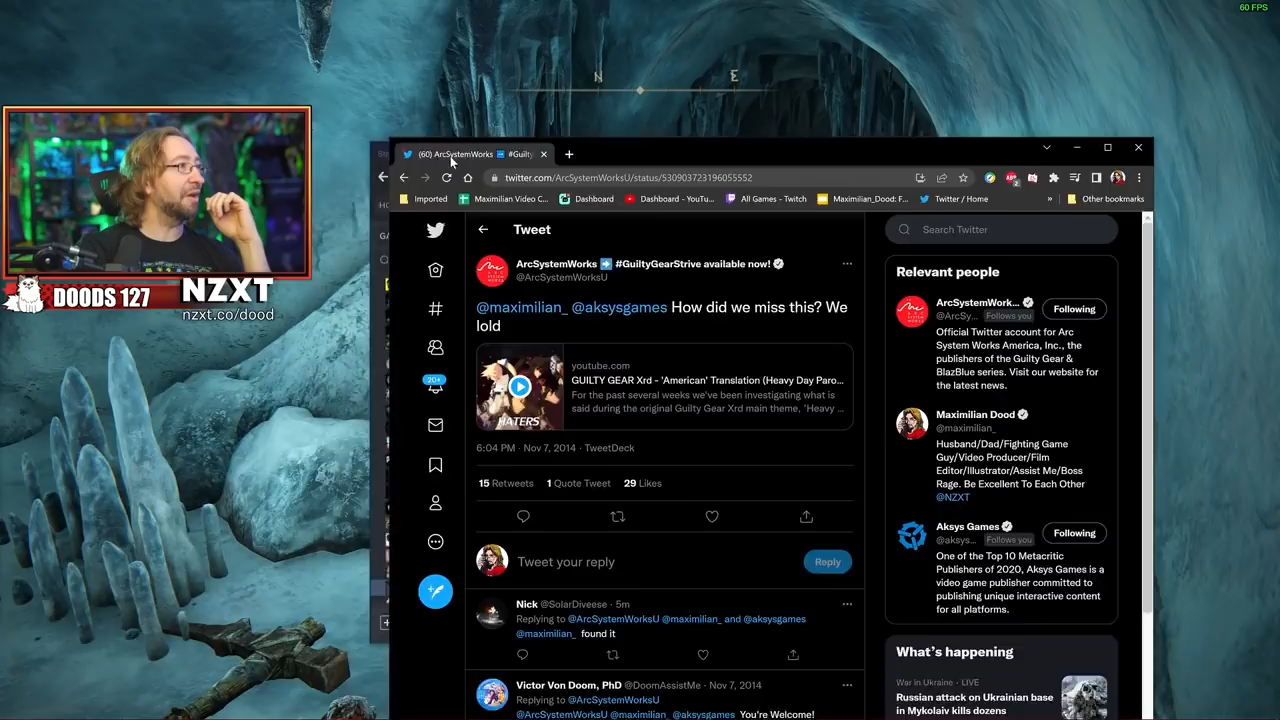 60 FPS
N E
(60) ArcSystemWorks ➡ #Guilty
twitter.com/ArcSystemWorksU/status/530903723196055552
Imported Maximilian Video C... Dashboard Dashboard - YouTu... All Games - Twitch Maximilian_Dood: F... Twitter / Home » Other bookmarks
DOODS 127
NZXT
nzxt.co/dood
Tweet
ArcSystemWorks ➡ #GuiltyGearStrive available now!
@ArcSystemWorksU
@maximilian_ @aksysgames How did we miss this? We
lold
HATERS
youtube.com
GUILTY GEAR Xrd - 'American' Translation (Heavy Day Paro...
For the past several weeks we've been investigating what is
said during the original Guilty Gear Xrd main theme, 'Heavy ...
6:04 PM · Nov 7, 2014 · TweetDeck
15 Retweets 1 Quote Tweet 29 Likes
20+
Tweet your reply
Reply
Nick @SolarDiveese · 5m
Replying to @ArcSystemWorksU @maximilian_ and @aksysgames
@maximilian_ found it
Victor Von Doom, PhD @DoomAssistMe · Nov 7, 2014
Replying to @ArcSystemWorksU
@ArcSystemWorksU @maximilian_ @aksysgames You're Welcome!
Search Twitter
Relevant people
ArcSystemWork...
@ArcSy... Follows you
Following
Official Twitter account for Arc
System Works America, Inc., the
publishers of the Guilty Gear &
BlazBlue series. Visit our website for
the latest news.
Maximilian Dood
@maximilian_
Husband/Dad/Fighting Game
Guy/Video Producer/Film
Editor/Illustrator/Assist Me/Boss
Rage. Be Excellent To Each Other
@NZXT
Aksys Games
@aksys... Follows you
Following
One of the Top 10 Metacritic
Publishers of 2020, Aksys Games is a
video game publisher committed to
publishing unique interactive content
for all platforms.
What's happening
War in Ukraine · LIVE
Russian attack on Ukrainian base
in Mykolaiv kills dozens